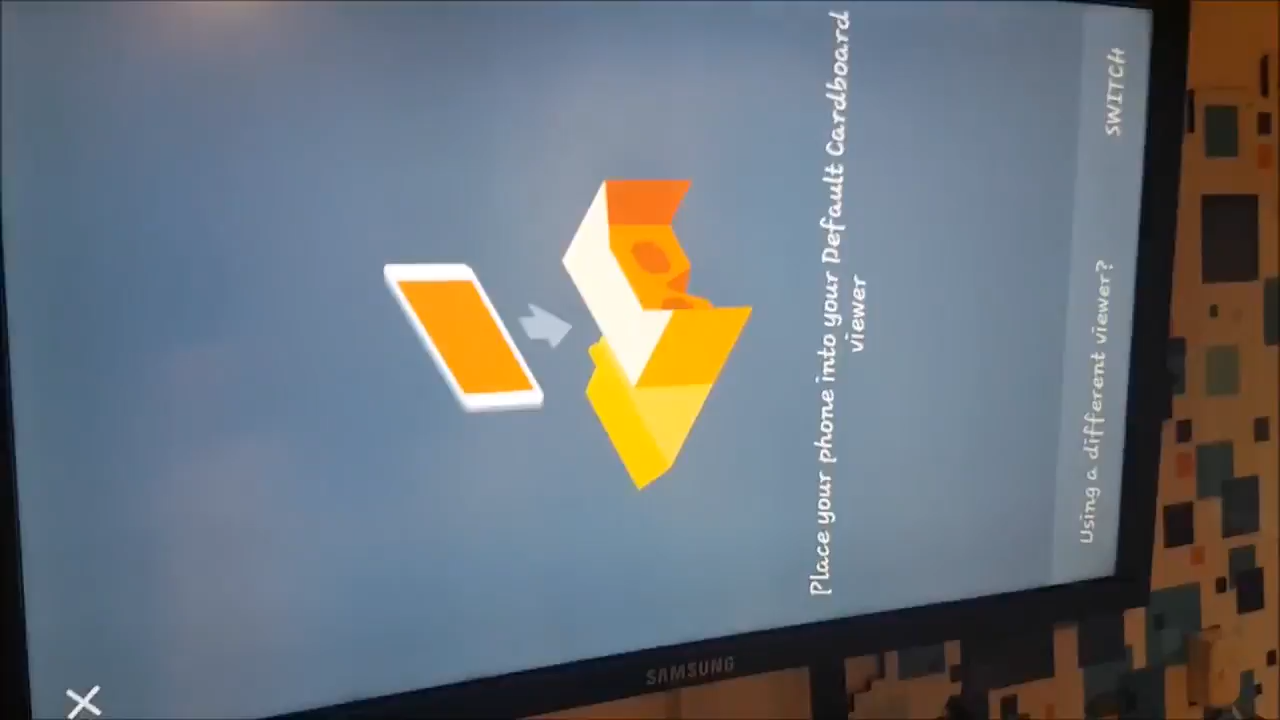 Place your phone into your Default Cardboard
viewer
Using a different viewer?
SWITCH
SAMSUNG